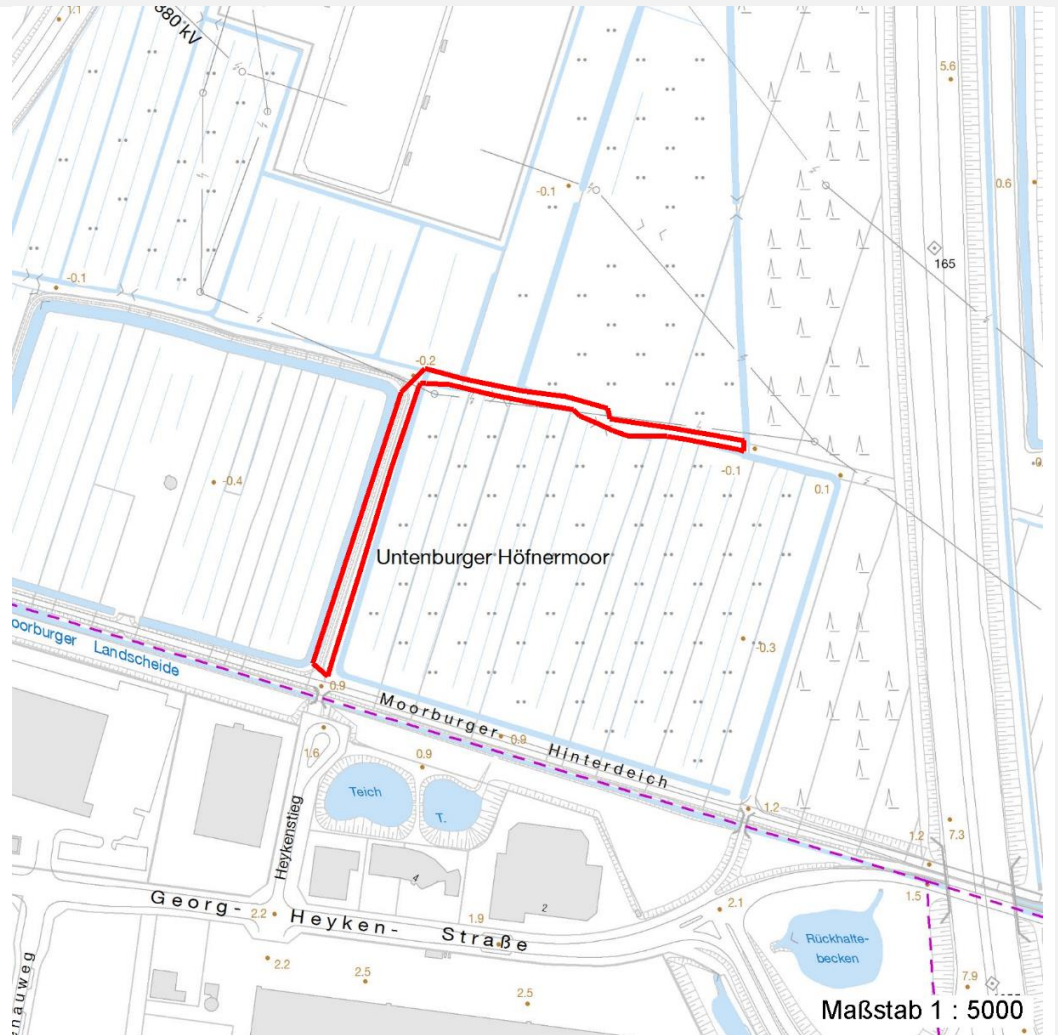 1.1
380 kV
5.6
-0.1
0.6
165
-0.1
-0.2
-0.4
-0.1
0.1
Untenburger Höfnermoor
oorburger Landscheide
-0.3
0.9
Moorburger Hinterdeich
0.9
1.6
0.9
Teich
T.
1.2
1.2
7.3
Heykenstieg
4
2
1.5
Georg- Heyken- Straße
2.2
1.9
2.1
Rückhalte-
becken
2.2
2.5
2.5
7.9
enauweg
Maßstab 1 : 5000